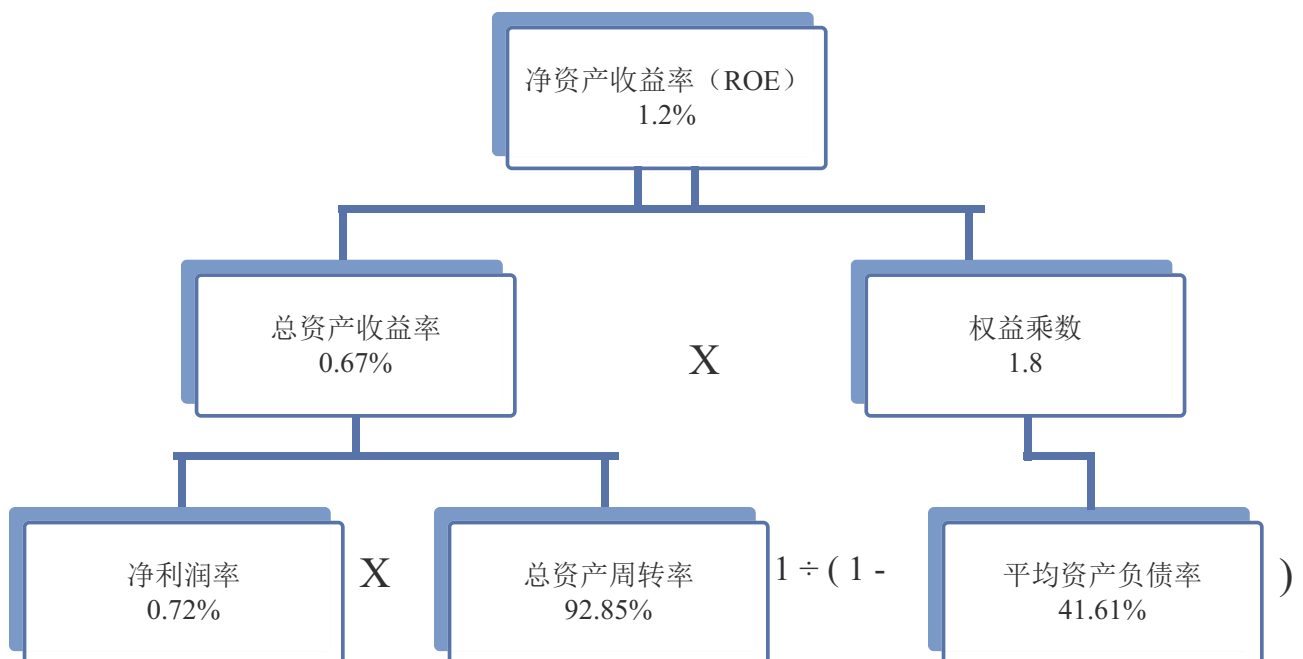 净资产收益率（ROE）
1.2%
总资产收益率
0.67%
X
权益乘数
1.8
净利润率
0.72%
X
总资产周转率
92.85%
1 ÷ ( 1 -
平均资产负债率
41.61%
)